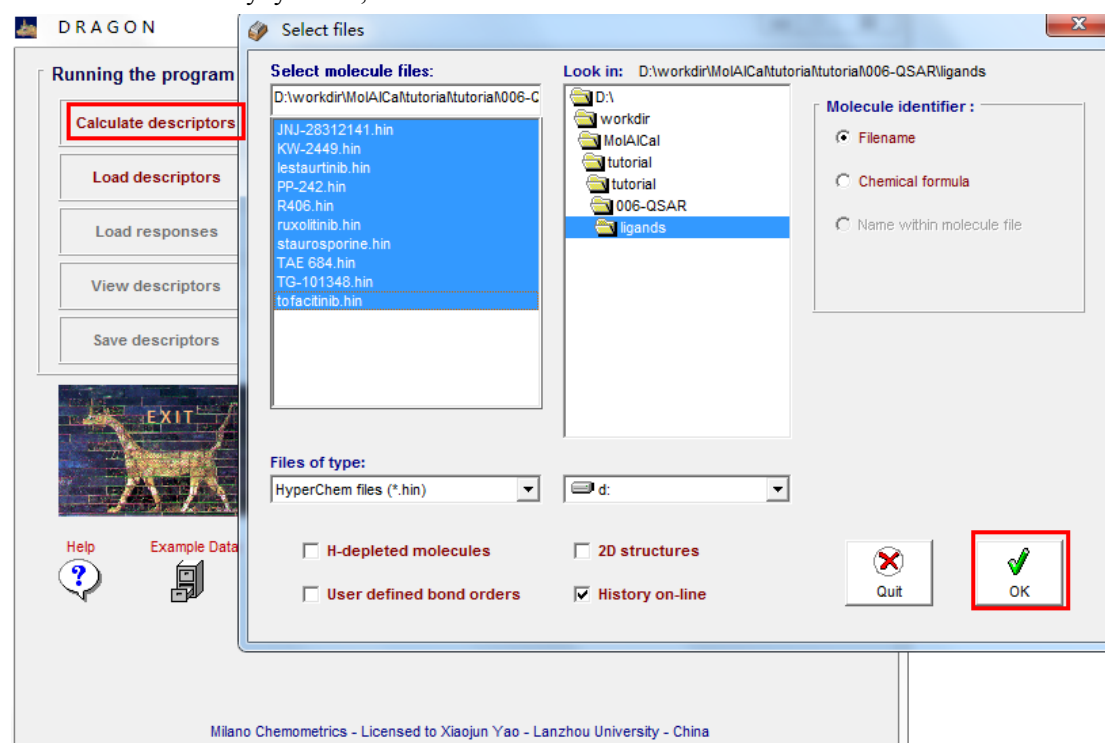 DRAGON
Select files
Running the program
Calculate descriptors
Load descriptors
Load responses
View descriptors
Save descriptors
EXIT
Help
Example Data
Select molecule files:
D:\workdir\MolAICal\tutorial\tutorial\006-Q
JNJ-28312141.hin
KW-2449.hin
lestaurtinib.hin
PP-242.hin
R406.hin
ruxolitinib.hin
staurosporine.hin
TAE 684.hin
TG-101348.hin
tofacitinib.hin
Files of type:
HyperChem files (*.hin)
Look in: D:\workdir\MolAICal\tutorial\tutorial\006-QSAR\ligands
D:\
workdir
MolAICal
tutorial
tutorial
006-QSAR
ligands
d:
Molecule identifier :
Filename
Chemical formula
Name within molecule file
H-depleted molecules
2D structures
User defined bond orders
History on-line
Quit
OK
Milano Chemometrics - Licensed to Xiaojun Yao - Lanzhou University - China